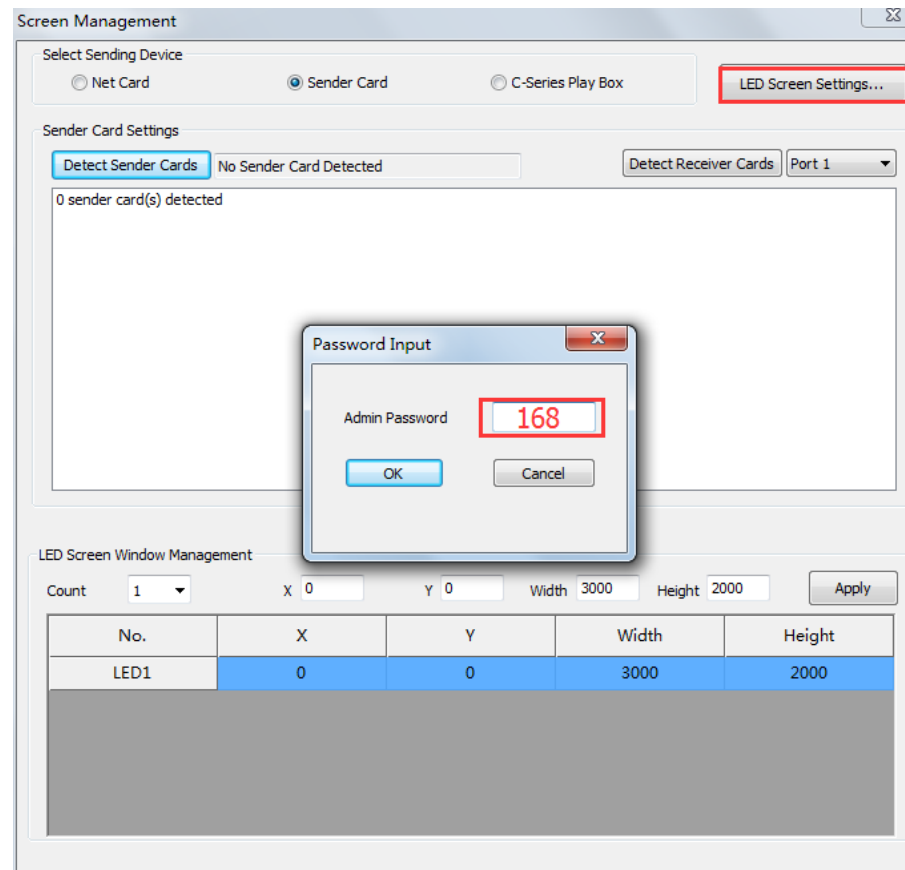 Screen Management
Select Sending Device
Net Card Sender Card C-Series Play Box
LED Screen Settings...
Sender Card Settings
Detect Sender Cards No Sender Card Detected Detect Receiver Cards Port 1
0 sender card(s) detected
Password Input
Admin Password 168
OK Cancel
LED Screen Window Management
Count 1 X 0 Y 0 Width 3000 Height 2000 Apply
No. X Y Width Height
LED1 0 0 3000 2000